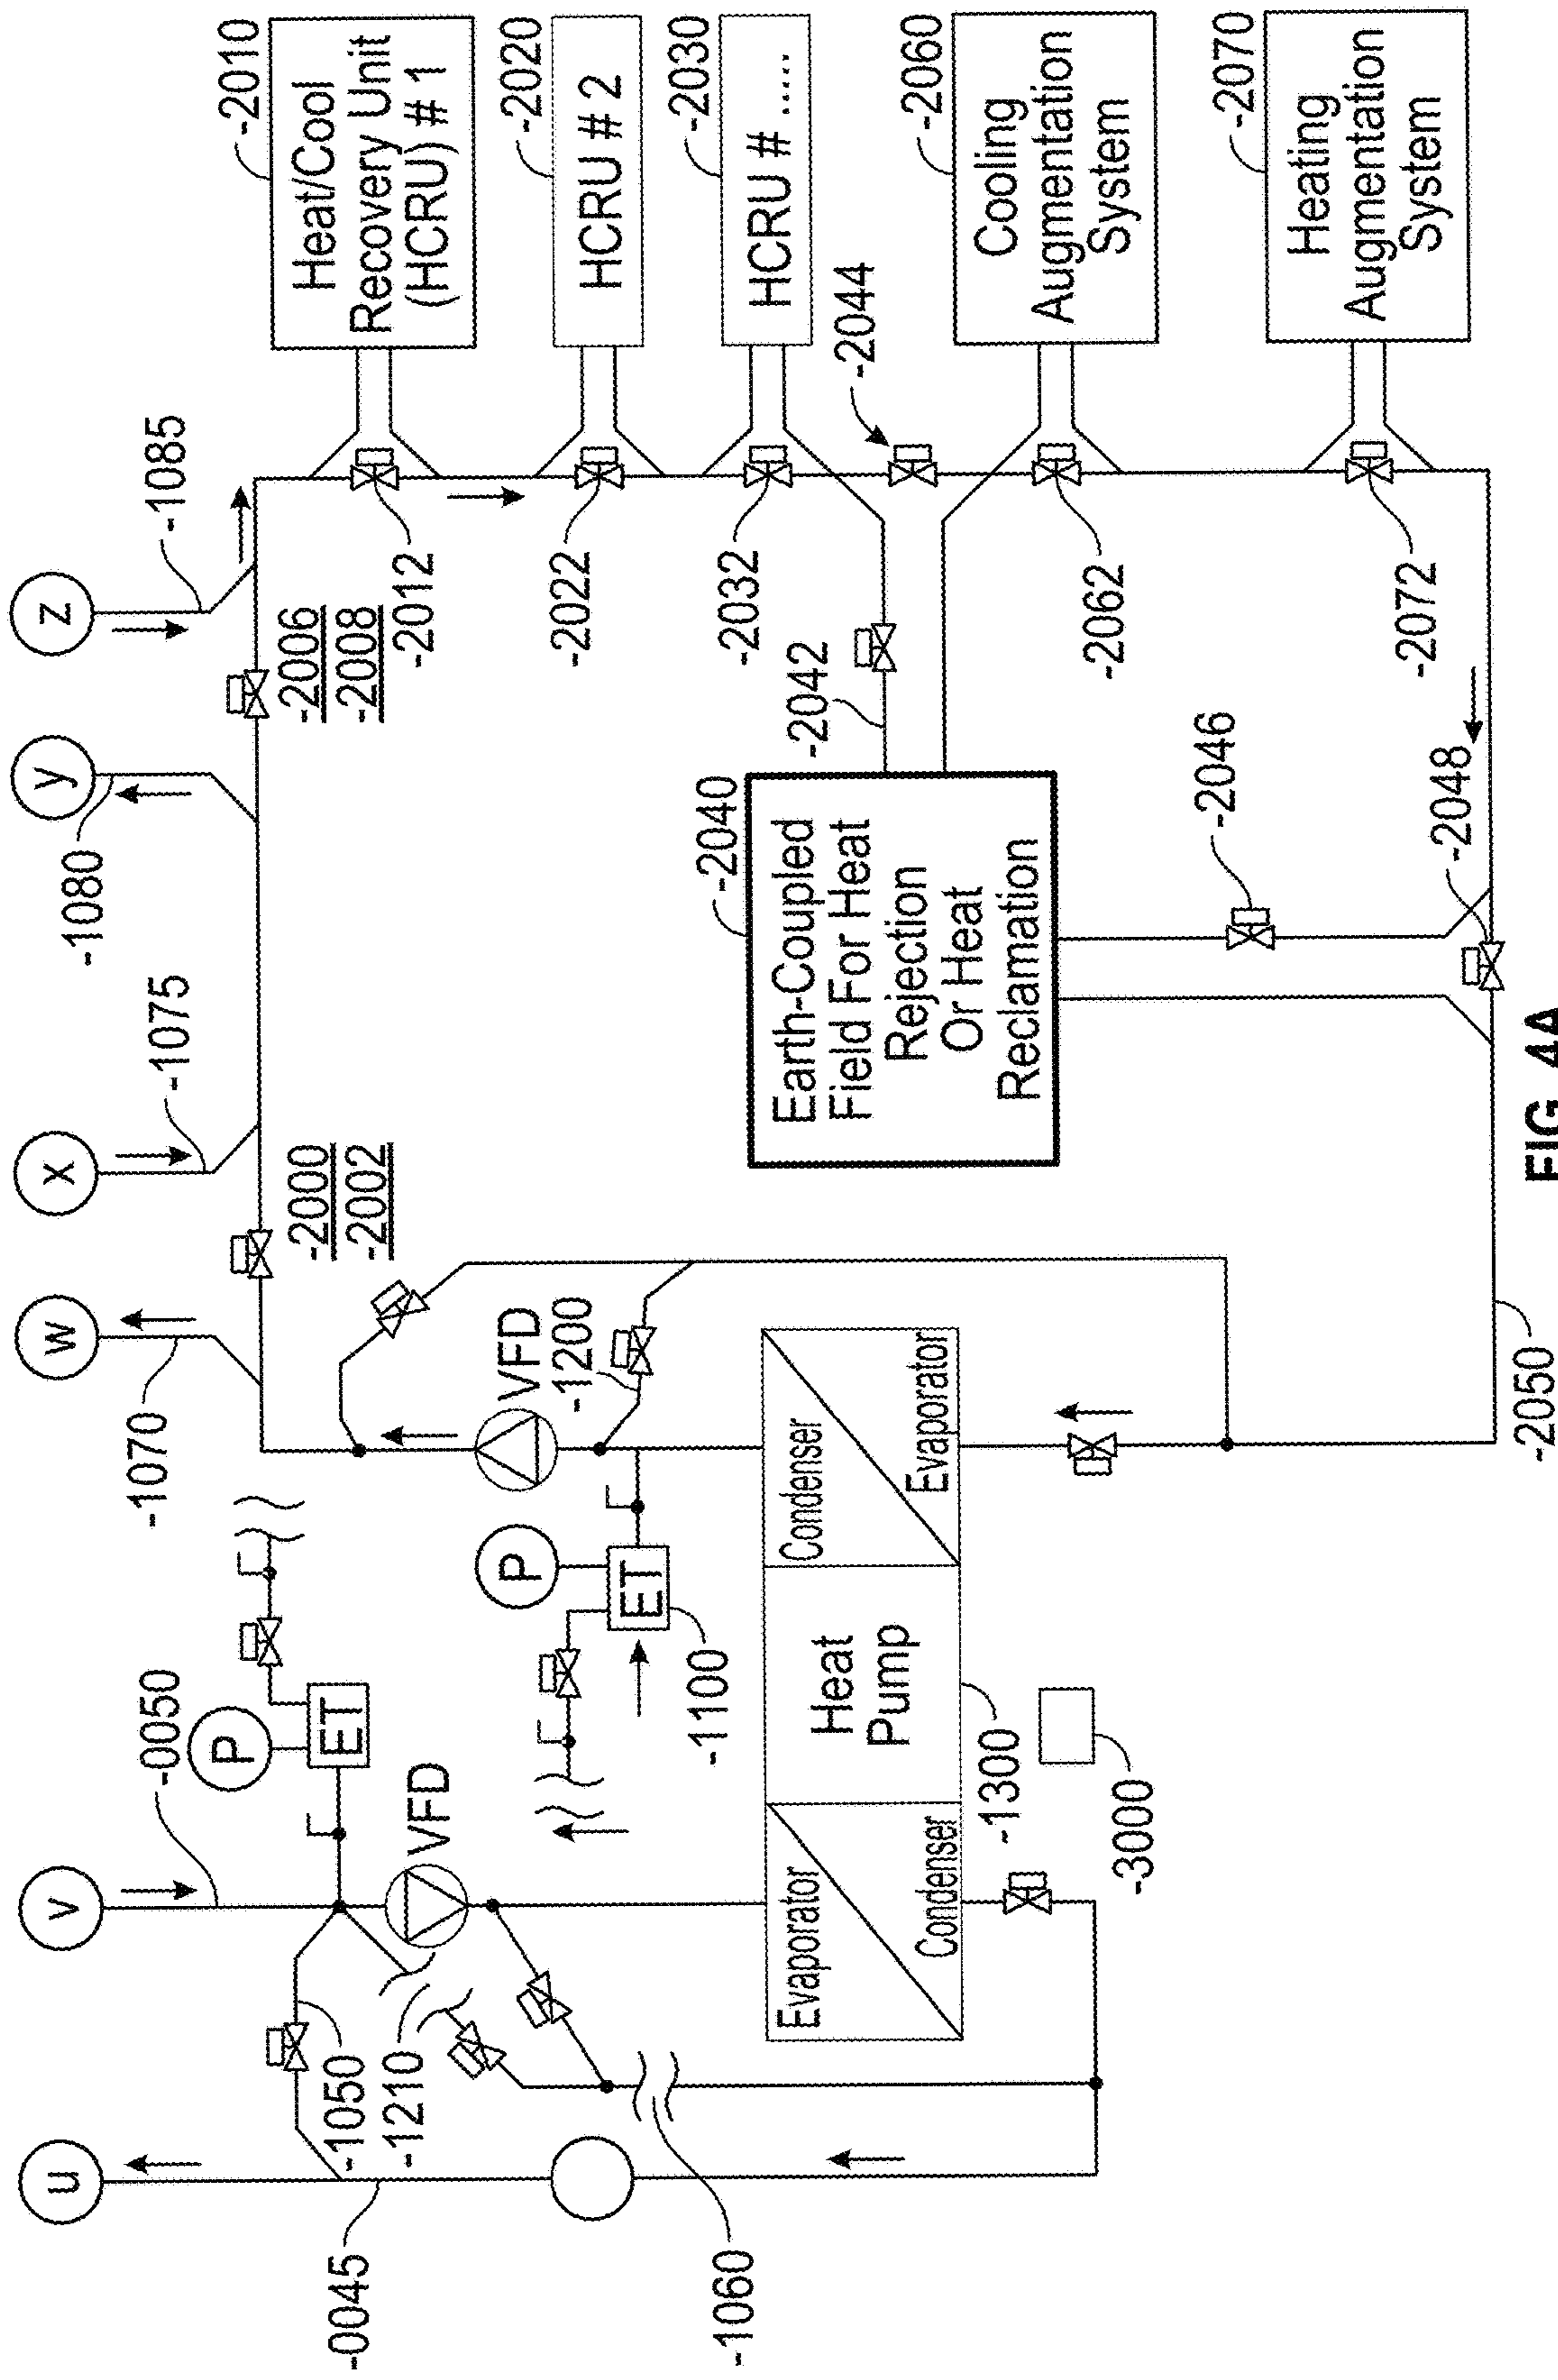 u
v
w
x
y
z
-0045
-1050
-1210
-1060
-0050
P
ET
VFD
-1070
P
ET
-1100
VFD
-1200
-1075
-1080
-1085
-2000
-2002
-2006
-2008
Evaporator
Condenser
Heat
Pump
Condenser
Evaporator
-1300
-3000
-2010
Heat/Cool
Recovery Unit
(HCRU) # 1
-2012
-2020
HCRU # 2
-2022
-2030
HCRU # .....
-2032
-2040
Earth-Coupled
Field For Heat
Rejection
Or Heat
Reclamation
-2042
-2044
-2046
-2048
-2050
-2060
Cooling
Augmentation
System
-2062
-2070
Heating
Augmentation
System
-2072
FIG. 4A